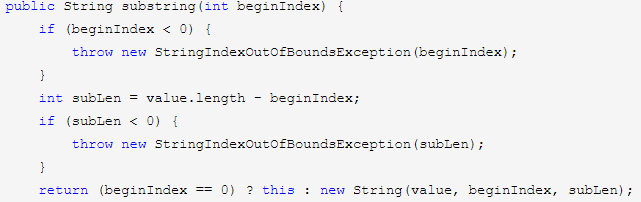 public String substring(int beginIndex) {
    if (beginIndex < 0) {
        throw new StringIndexOutOfBoundsException(beginIndex);
    }
    int subLen = value.length - beginIndex;
    if (subLen < 0) {
        throw new StringIndexOutOfBoundsException(subLen);
    }
    return (beginIndex == 0) ? this : new String(value, beginIndex, subLen);